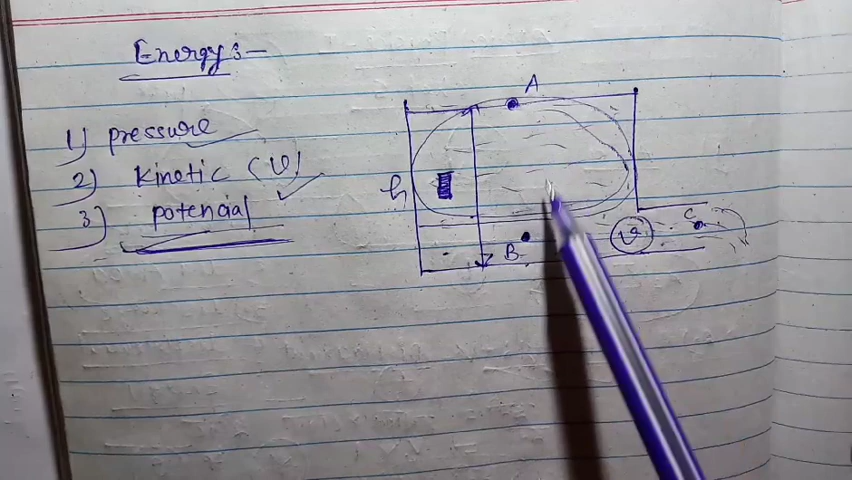 Energy :-
1) pressure
2) kinetic (v)
3) potencial
A
h
B
v
C